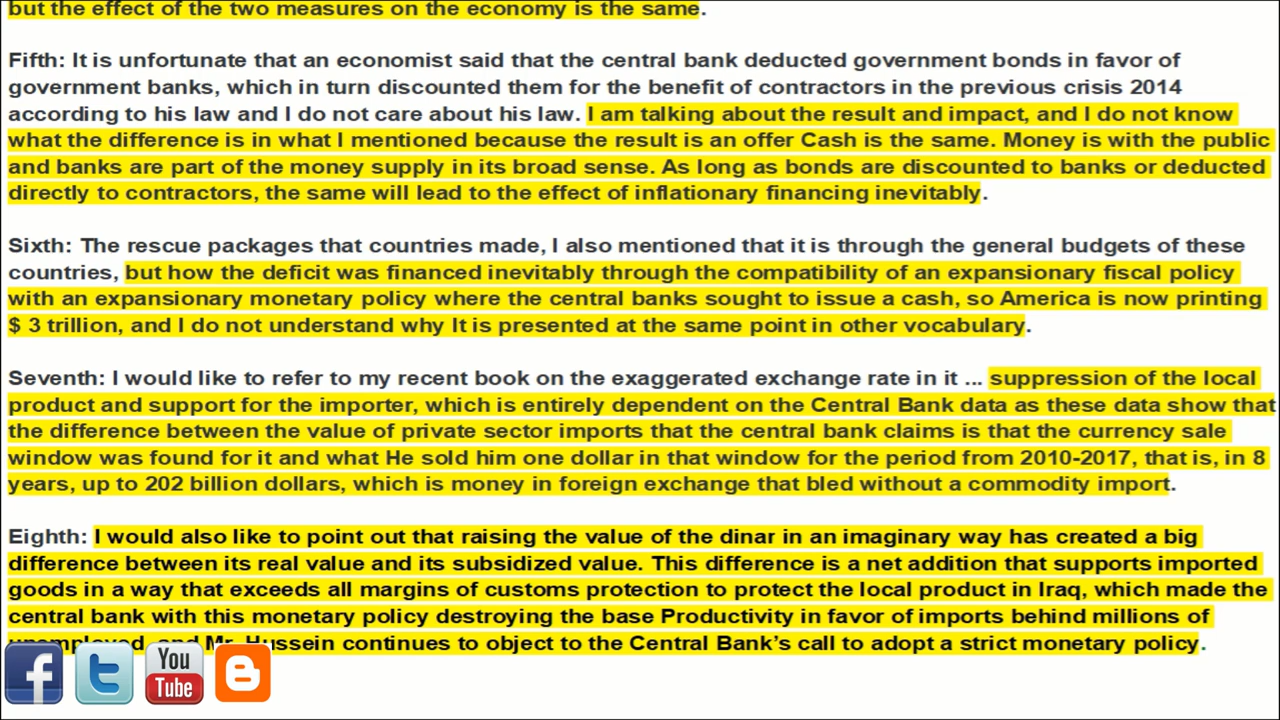 but the effect of the two measures on the economy is the same.
Fifth: It is unfortunate that an economist said that the central bank deducted government bonds in favor of
government banks, which in turn discounted them for the benefit of contractors in the previous crisis 2014
according to his law and I do not care about his law. I am talking about the result and impact, and I do not know
what the difference is in what I mentioned because the result is an offer Cash is the same. Money is with the public
and banks are part of the money supply in its broad sense. As long as bonds are discounted to banks or deducted
directly to contractors, the same will lead to the effect of inflationary financing inevitably.
Sixth: The rescue packages that countries made, I also mentioned that it is through the general budgets of these
countries, but how the deficit was financed inevitably through the compatibility of an expansionary fiscal policy
with an expansionary monetary policy where the central banks sought to issue a cash, so America is now printing
$ 3 trillion, and I do not understand why It is presented at the same point in other vocabulary.
Seventh: I would like to refer to my recent book on the exaggerated exchange rate in it ... suppression of the local
product and support for the importer, which is entirely dependent on the Central Bank data as these data show that
the difference between the value of private sector imports that the central bank claims is that the currency sale
window was found for it and what He sold him one dollar in that window for the period from 2010-2017, that is, in 8
years, up to 202 billion dollars, which is money in foreign exchange that bled without a commodity import.
Eighth: I would also like to point out that raising the value of the dinar in an imaginary way has created a big
difference between its real value and its subsidized value. This difference is a net addition that supports imported
goods in a way that exceeds all margins of customs protection to protect the local product in Iraq, which made the
central bank with this monetary policy destroying the base Productivity in favor of imports behind millions of
unemployed, and Mr. Hussein continues to object to the Central Bank's call to adopt a strict monetary policy.
You
Tube